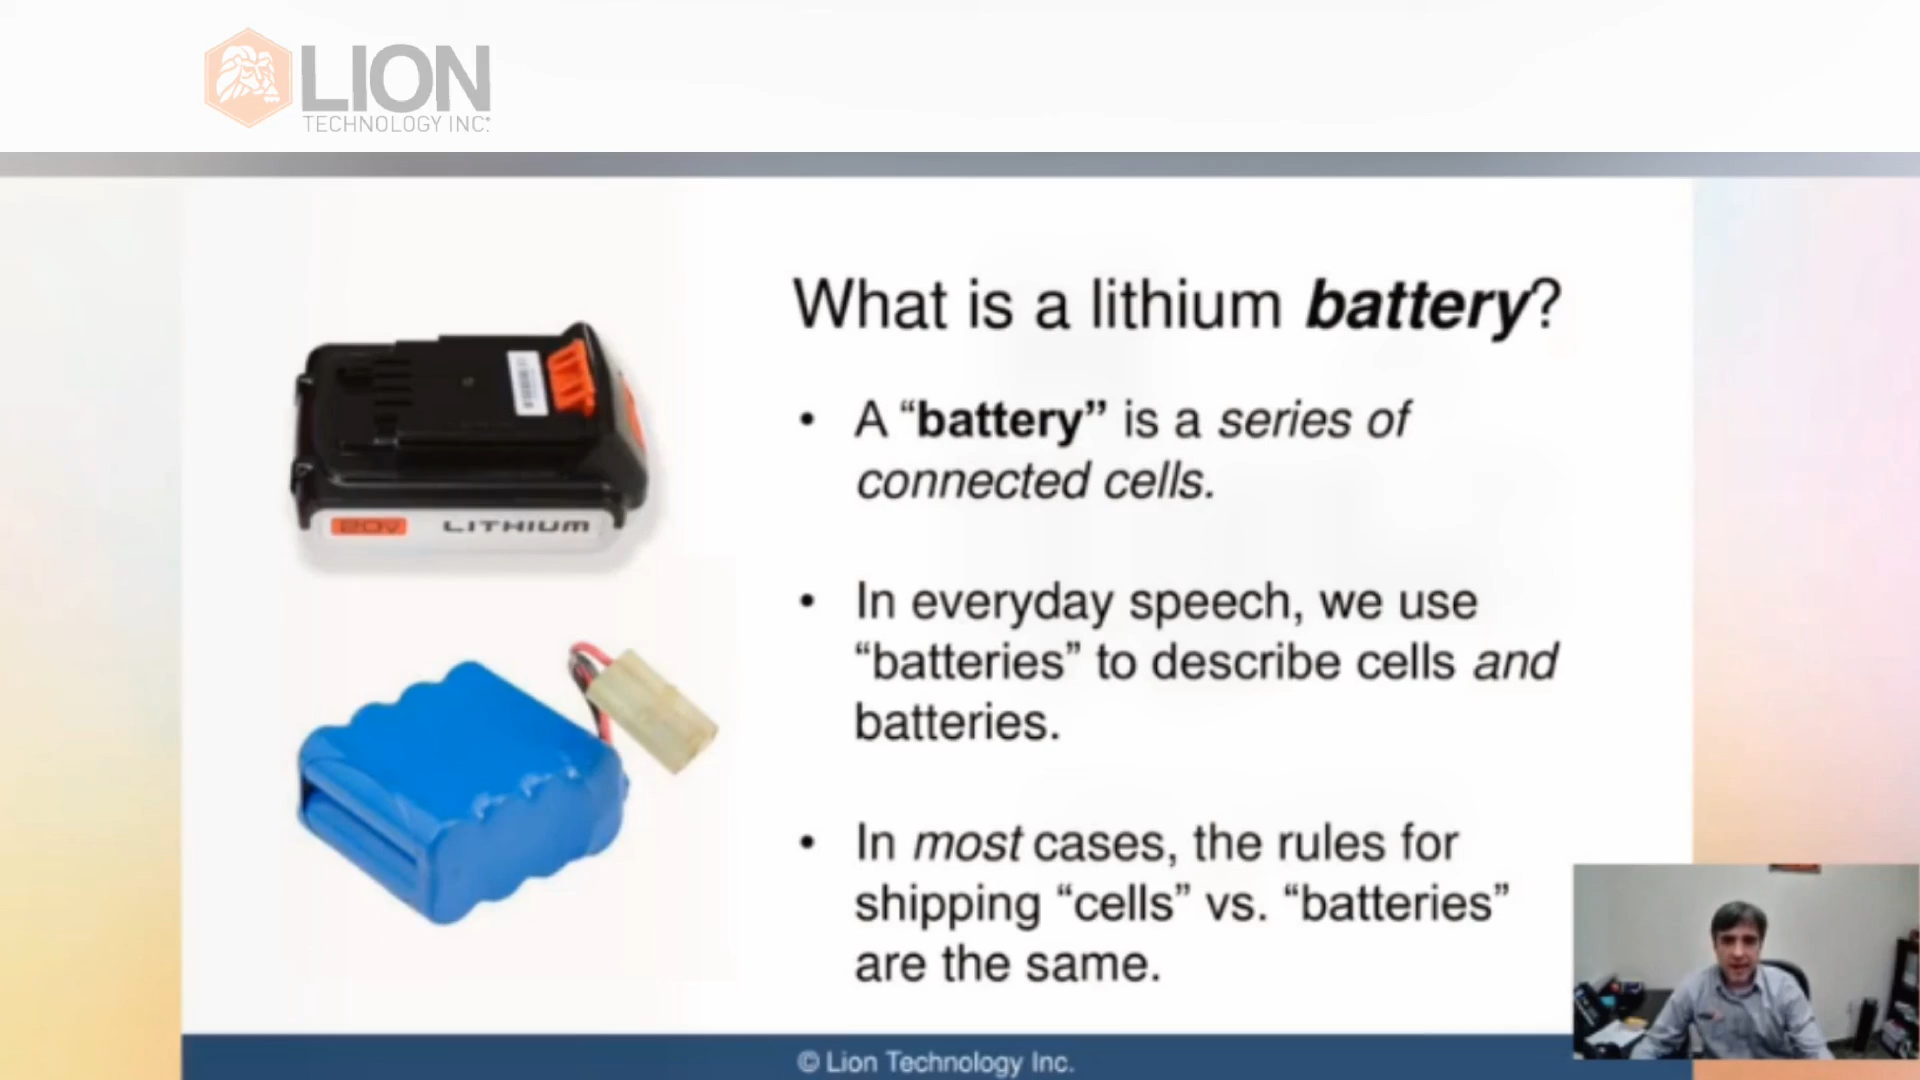 LION
TECHNOLOGY INC.
What is a lithium battery?
• A “battery” is a series of
connected cells.
• In everyday speech, we use
“batteries” to describe cells and
batteries.
• In most cases, the rules for
shipping “cells” vs. “batteries”
are the same.
20V LITHIUM
© Lion Technology Inc.